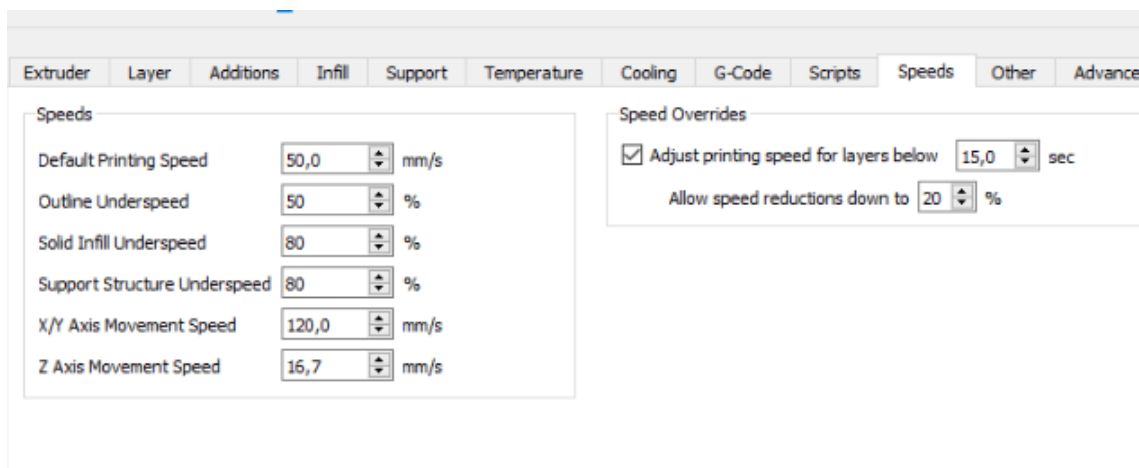 Extruder Layer Additions Infill Support Temperature Cooling G-Code Scripts Speeds Other Advance
Speeds
Default Printing Speed 50,0 mm/s
Outline Underspeed 50 %
Solid Infill Underspeed 80 %
Support Structure Underspeed 80 %
X/Y Axis Movement Speed 120,0 mm/s
Z Axis Movement Speed 16,7 mm/s
Speed Overrides
Adjust printing speed for layers below 15,0 sec
Allow speed reductions down to 20 %